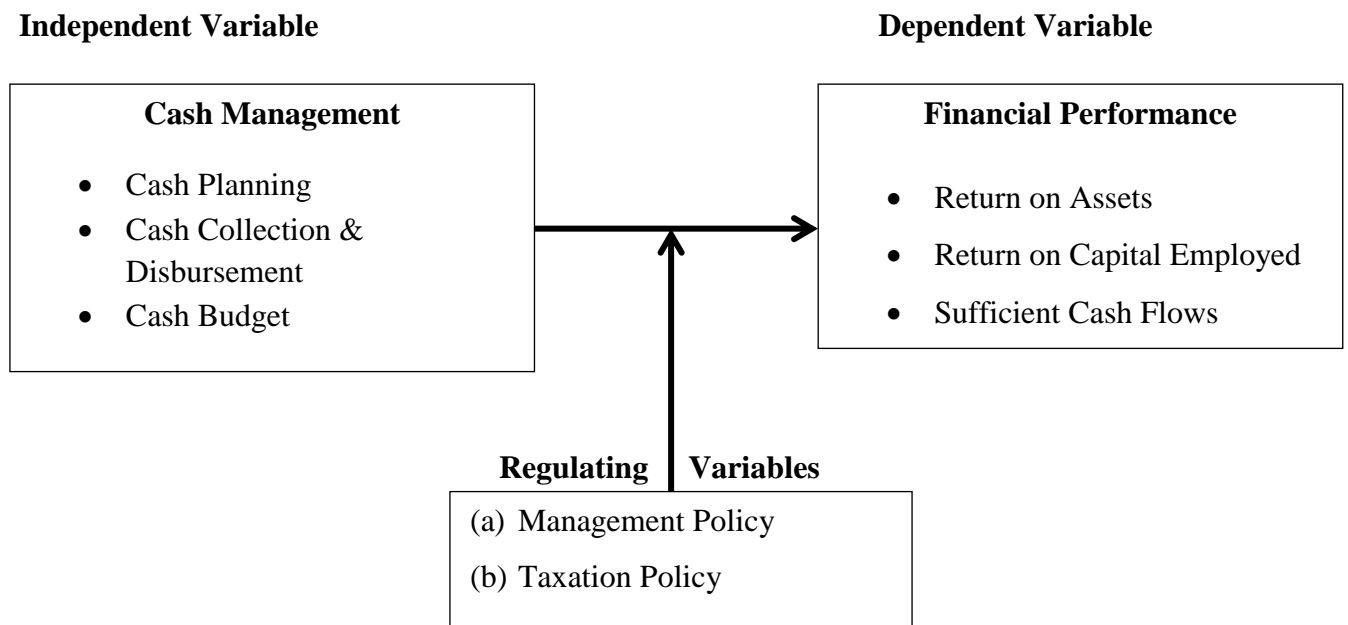 Independent Variable
Dependent Variable
Cash Management
• Cash Planning
• Cash Collection &
Disbursement
• Cash Budget
Financial Performance
• Return on Assets
• Return on Capital Employed
• Sufficient Cash Flows
Regulating Variables
(a) Management Policy
(b) Taxation Policy